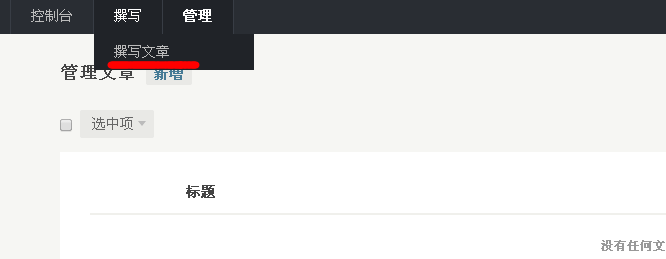 控制台 撰写 管理
撰写文章
管理文章 新增
选中项
标题
没有任何文